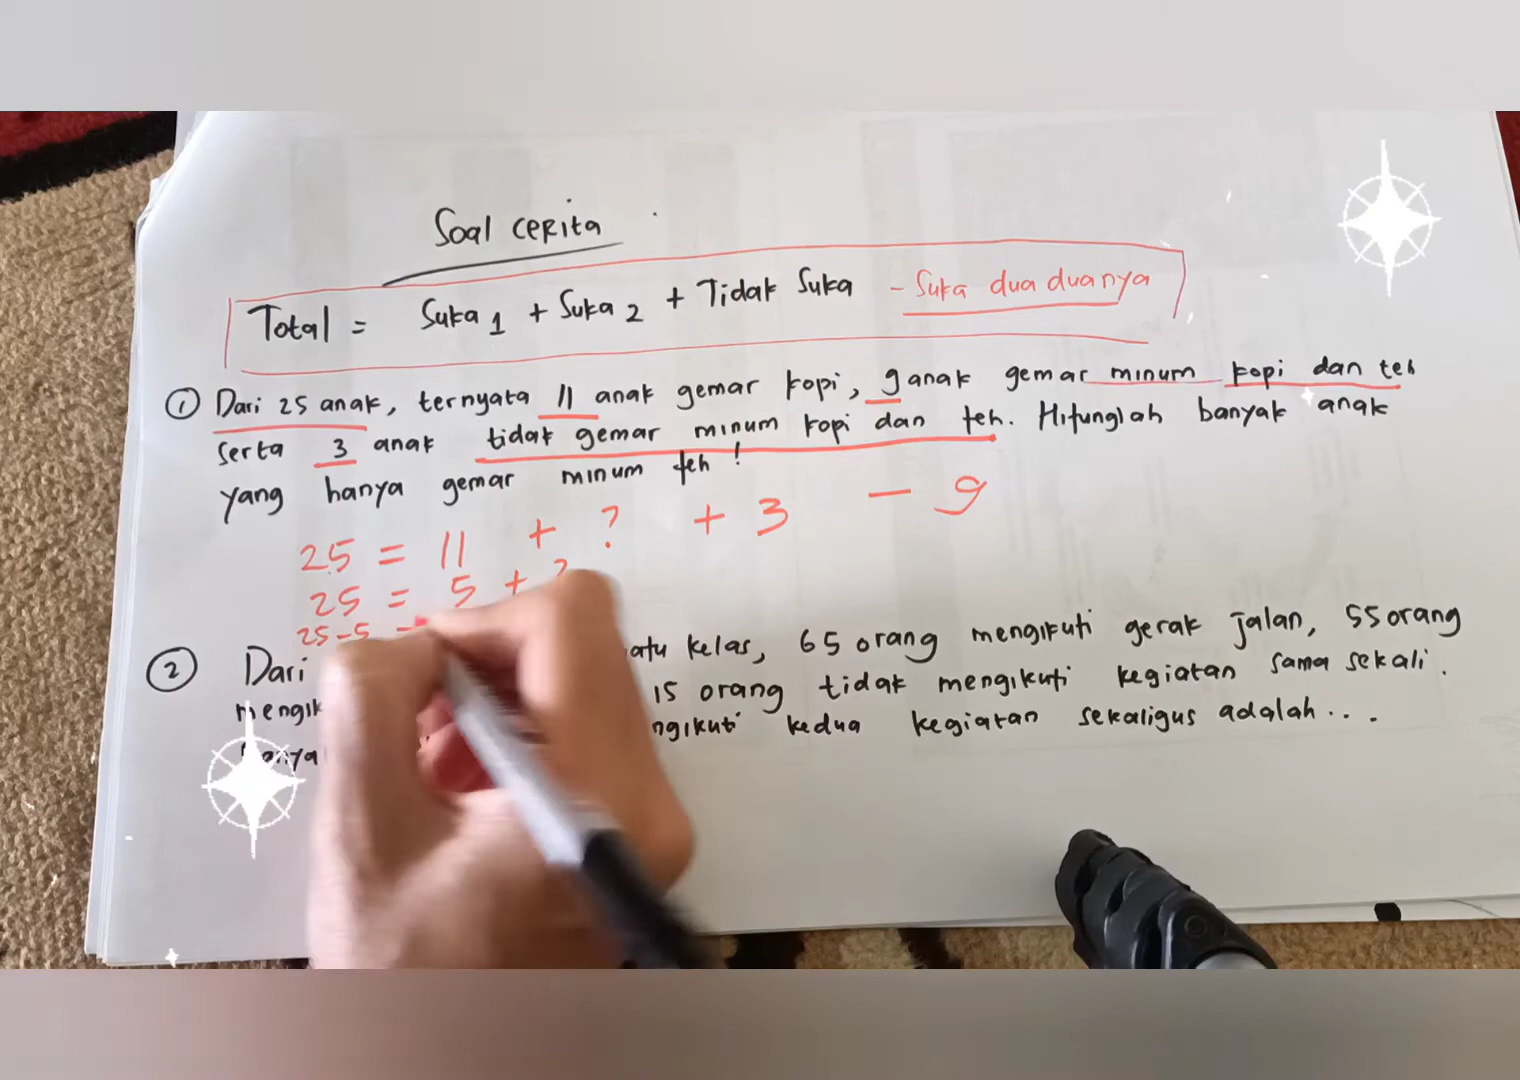 Soal cerita
Total = Suka 1 + Suka 2 + Tidak Suka - Suka dua duanya
1 Dari 25 anak, ternyata 11 anak gemar kopi, 9 anak gemar minum kopi dan teh
serta 3 anak tidak gemar minum kopi dan teh. Hitunglah banyak anak
yang hanya gemar minum teh !
25 = 11 + ? + 3 - 9
25 = 5 + ?
25-5
2 Dari atu kelas, 65 orang mengikuti gerak jalan, 55 orang
mengik 15 orang tidak mengikuti kegiatan sama sekali.
ngikuti kedua kegiatan sekaligus adalah...